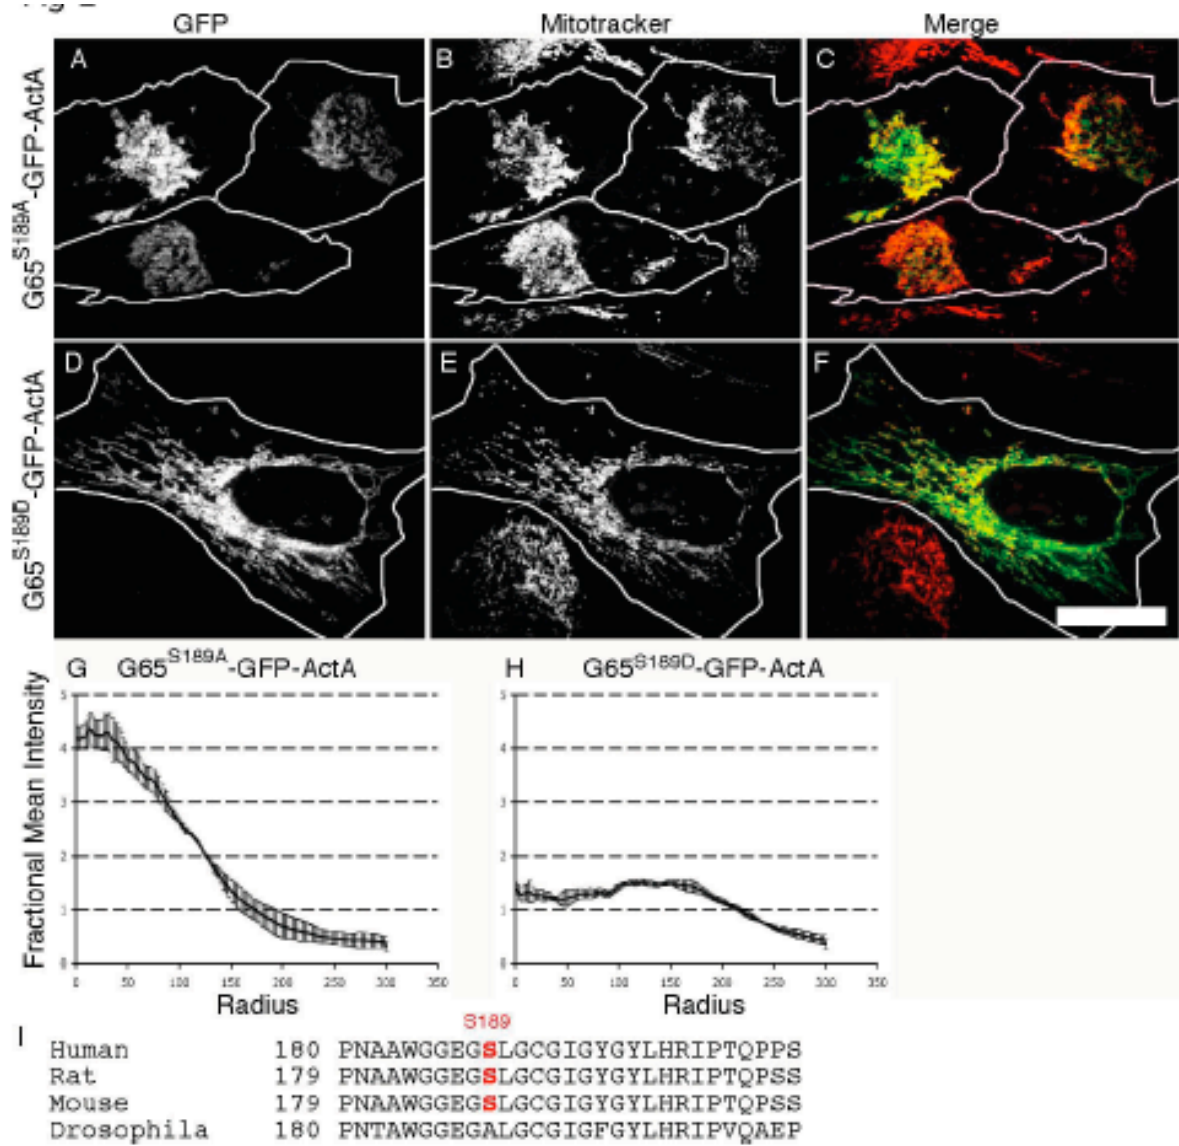 GFP Mitotracker Merge
A B C
G65S189A-GFP-ActA
D E F
G65S189D-GFP-ActA
G G65S189A-GFP-ActA H G65S189D-GFP-ActA
Fractional Mean Intensity
5 5
4 4
3 3
2 2
1 1
0 0
0 50 100 150 200 250 300 350 0 50 100 150 200 250 300 350
Radius Radius
S189
I
Human 180 PNAAWGGEGSLGCGIGYGYLHRIPTQPPS
Rat 179 PNAAWGGEGSLGCGIGYGYLHRIPTQPSS
Mouse 179 PNAAWGGEGSLGCGIGYGYLHRIPTQPSS
Drosophila 180 PNTAWGGEGALGCGIGFGYLHRIPVQAEP